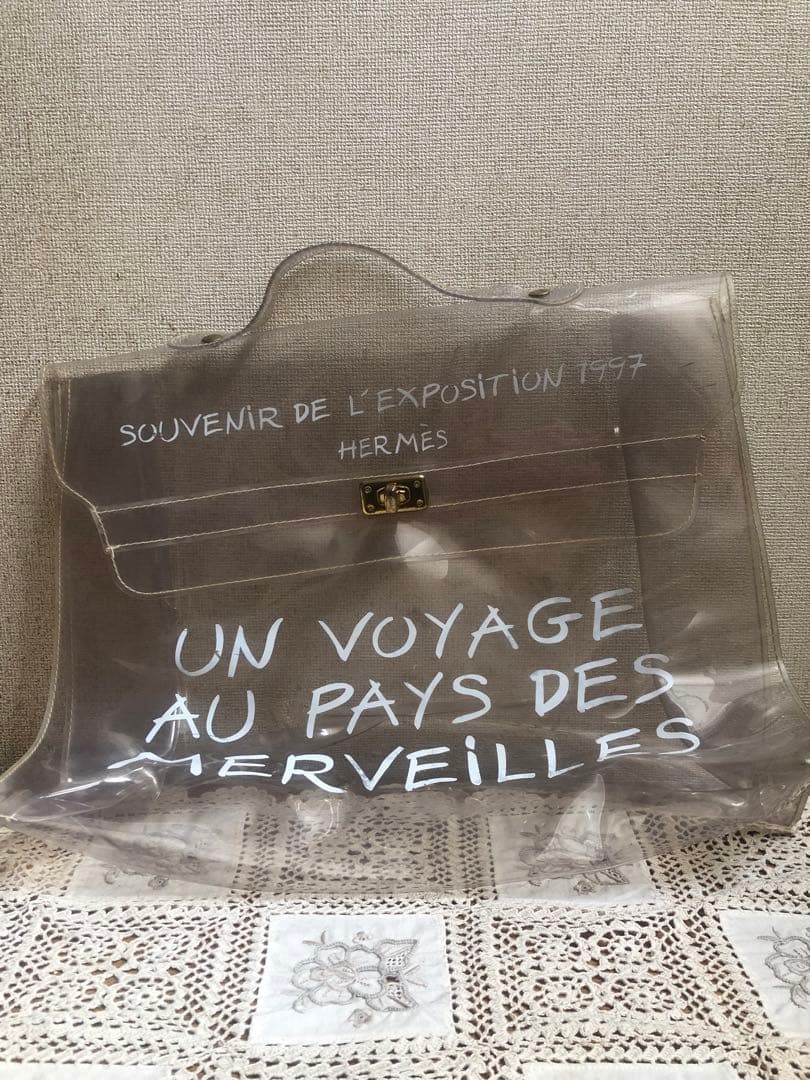 SOUVENiR DE L'EXPOSiTiON 1997
HERMÈS
UN VOYAGE
AU PAYS DES
MERVEiLLES